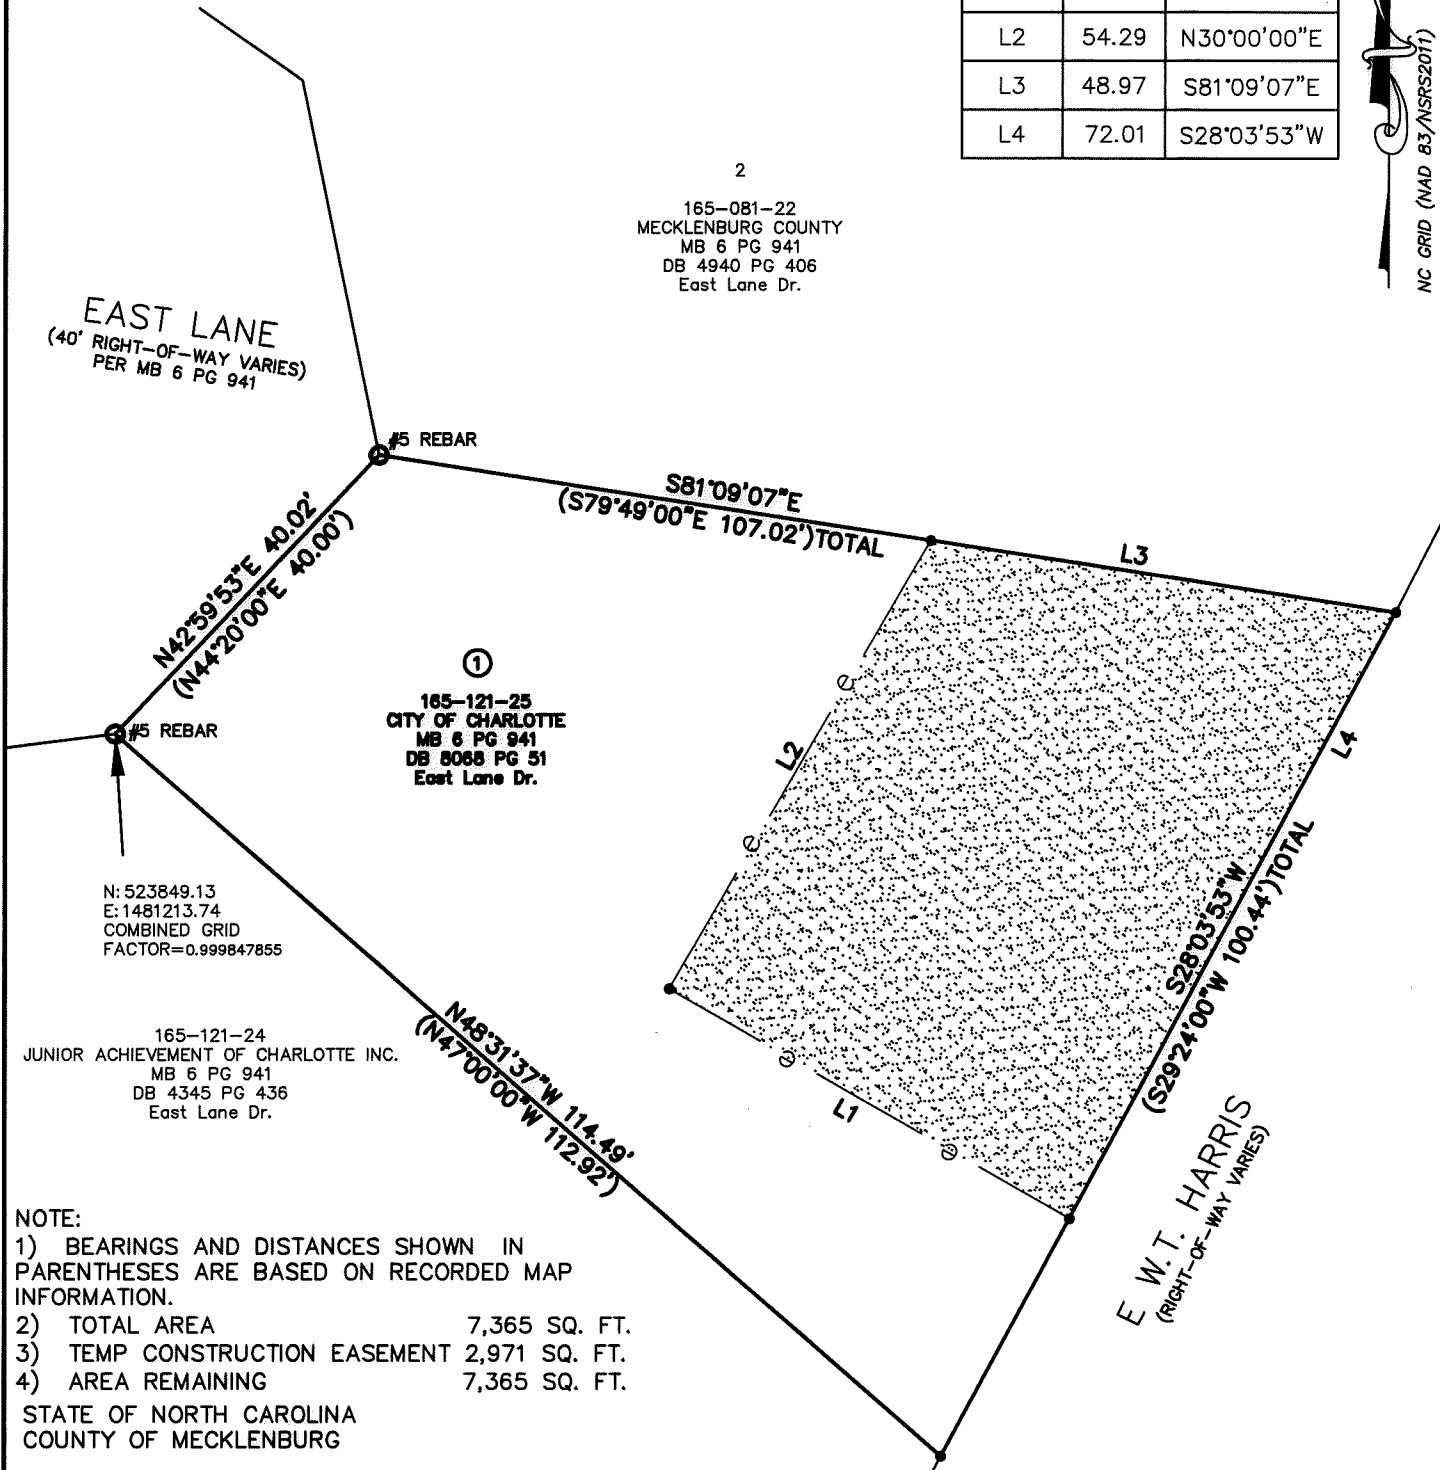 L2 54.29 N30°00'00"E
L3 48.97 S81°09'07"E
L4 72.01 S28°03'53"W
NC GRID (NAD 83/NSRS2011)
2
165-081-22
MECKLENBURG COUNTY
MB 6 PG 941
DB 4940 PG 406
East Lane Dr.
EAST LANE
(40' RIGHT-OF-WAY VARIES)
PER MB 6 PG 941
#5 REBAR
S81°09'07"E
(S79°49'00"E 107.02')TOTAL
L3
N42°59'53"E 40.02'
(N44°20'00"E 40.00')
1
165-121-25
CITY OF CHARLOTTE
MB 6 PG 941
DB 8068 PG 51
East Lane Dr.
e
L2
e
L4
#5 REBAR
N: 523849.13
E: 1481213.74
COMBINED GRID
FACTOR=0.999847855
S28°03'53"W
(S29°24'00"W 100.44')TOTAL
165-121-24
JUNIOR ACHIEVEMENT OF CHARLOTTE INC.
MB 6 PG 941
DB 4345 PG 436
East Lane Dr.
N48°31'37"W 114.49'
(N47°00'00"W 112.92')
e
L1
e
E W.T. HARRIS
(RIGHT-OF-WAY VARIES)
NOTE:
1) BEARINGS AND DISTANCES SHOWN IN
PARENTHESES ARE BASED ON RECORDED MAP
INFORMATION.
2) TOTAL AREA 7,365 SQ. FT.
3) TEMP CONSTRUCTION EASEMENT 2,971 SQ. FT.
4) AREA REMAINING 7,365 SQ. FT.
STATE OF NORTH CAROLINA
COUNTY OF MECKLENBURG